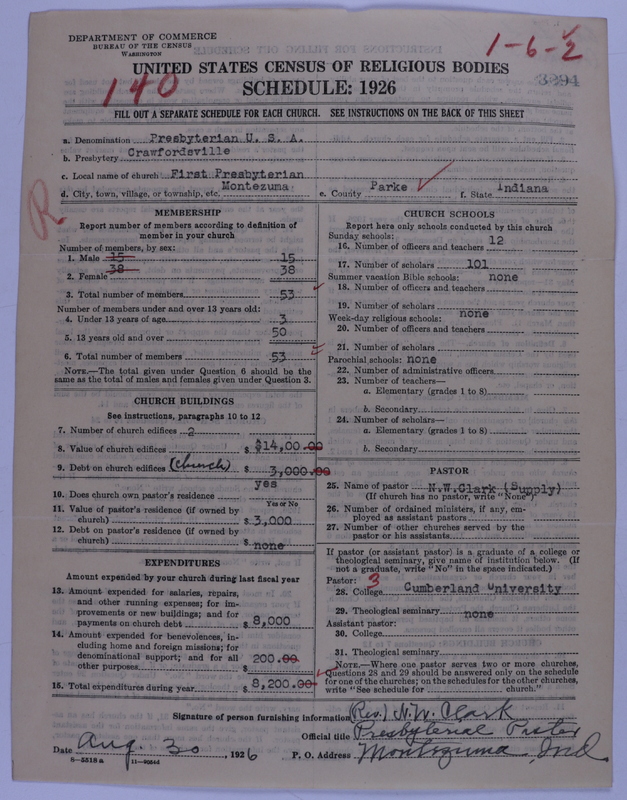 DEPARTMENT OF COMMERCE
BUREAU OF THE CENSUS
WASHINGTON
1-6-2
3294
UNITED STATES CENSUS OF RELIGIOUS BODIES
140
SCHEDULE: 1926
FILL OUT A SEPARATE SCHEDULE FOR EACH CHURCH. SEE INSTRUCTIONS ON THE BACK OF THIS SHEET
a. Denomination Presbyterian U. S. A.
b. Presbytery Crawfordsville
c. Local name of church First Presbyterian
d. City, town, village, or township, etc. Montezuma e. County Parke f. State Indiana
R
MEMBERSHIP
Report number of members according to definition of
member in your church
Number of members, by sex:
1. Male 15 15
2. Female 38 38
3. Total number of members 53
Number of members under and over 13 years old:
4. Under 13 years of age 3
5. 13 years old and over 50
6. Total number of members 53
NOTE.—The total given under Question 6 should be the
same as the total of males and females given under Question 3.
CHURCH BUILDINGS
See instructions, paragraphs 10 to 12
7. Number of church edifices 2
8. Value of church edifices $ $14,00.00
9. Debt on church edifices (church) $ 3,000.00
yes
10. Does church own pastor's residence
Yes or No
11. Value of pastor's residence (if owned by
church) $ 3,000
12. Debt on pastor's residence (if owned by
church) $ none
EXPENDITURES
Amount expended by your church during last fiscal year
13. Amount expended for salaries, repairs,
and other running expenses; for im-
provements or new buildings; and for
payments on church debt $ 8,000
14. Amount expended for benevolences, in-
cluding home and foreign missions; for
denominational support; and for all
other purposes $ 200.00
15. Total expenditures during year $ 8,200.00
CHURCH SCHOOLS
Report here only schools conducted by this church
Sunday schools:
16. Number of officers and teachers 12
17. Number of scholars 101
Summer vacation Bible schools: none
18. Number of officers and teachers
19. Number of scholars
Week-day religious schools: none
20. Number of officers and teachers
21. Number of scholars
Parochial schools: none
22. Number of administrative officers
23. Number of teachers—
a. Elementary (grades 1 to 8)
b. Secondary
24. Number of scholars—
a. Elementary (grades 1 to 8)
b. Secondary
PASTOR
25. Name of pastor N.W.Clark (Supply)
(If church has no pastor, write "None")
26. Number of ordained ministers, if any, em-
ployed as assistant pastors
27. Number of other churches served by the
pastor or his assistants
If pastor (or assistant pastor) is a graduate of a college or
theological seminary, give name of institution below. (If
not a graduate, write "No" in the space indicated.)
Pastor: 3
28. College Cumberland University
29. Theological seminary none
Assistant pastor:
30. College
31. Theological seminary
NOTE.—Where one pastor serves two or more churches,
Questions 28 and 29 should be answered only on the schedule
for one of the churches; on the schedules for the other churches,
write "See schedule for church."
Signature of person furnishing information (Rev.) N.W. Clark
Official title Presbyterial Pastor
Date Aug. 30, 1926 P. O. Address Montezuma Ind
8-5518 a